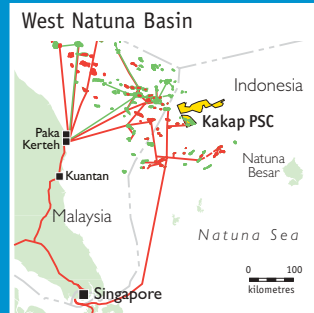 West Natuna Basin
Indonesia
Kakap PSC
Paka
Kerteh
Natuna
Besar
Kuantan
Malaysia
Natuna Sea
0 100
kilometres
Singapore